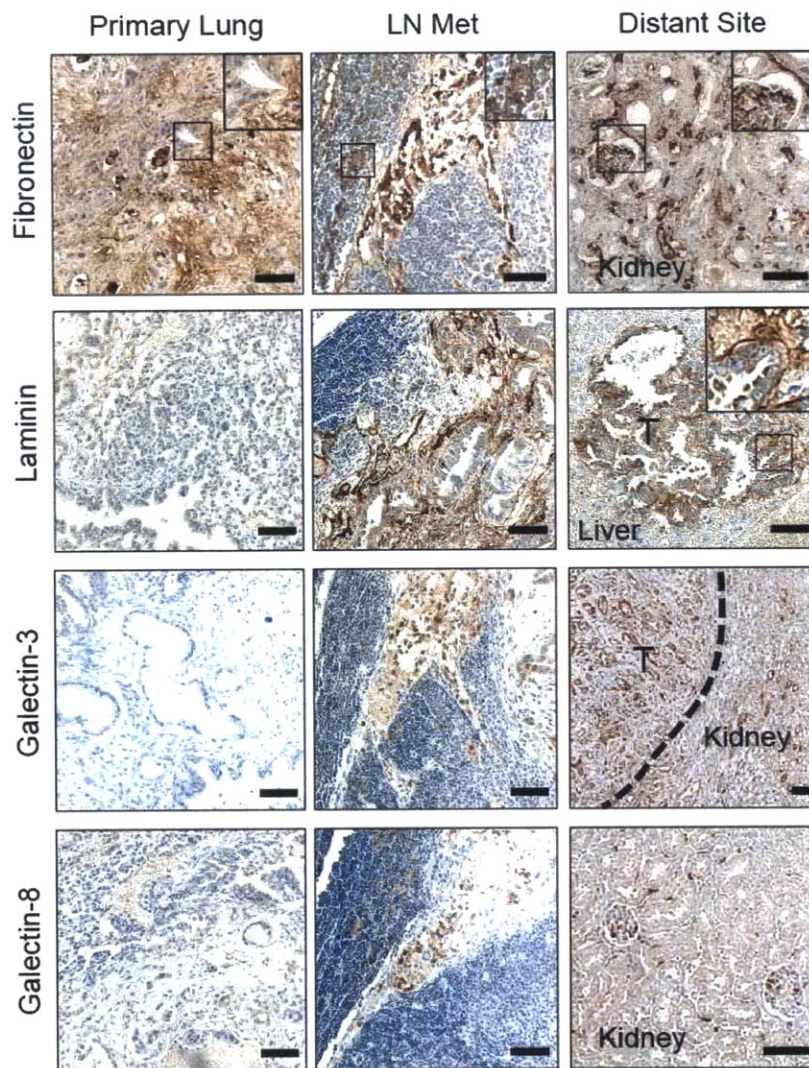 Primary Lung LN Met Distant Site
Fibronectin
Kidney
Laminin
T
Liver
Galectin-3
T
Kidney
Galectin-8
Kidney